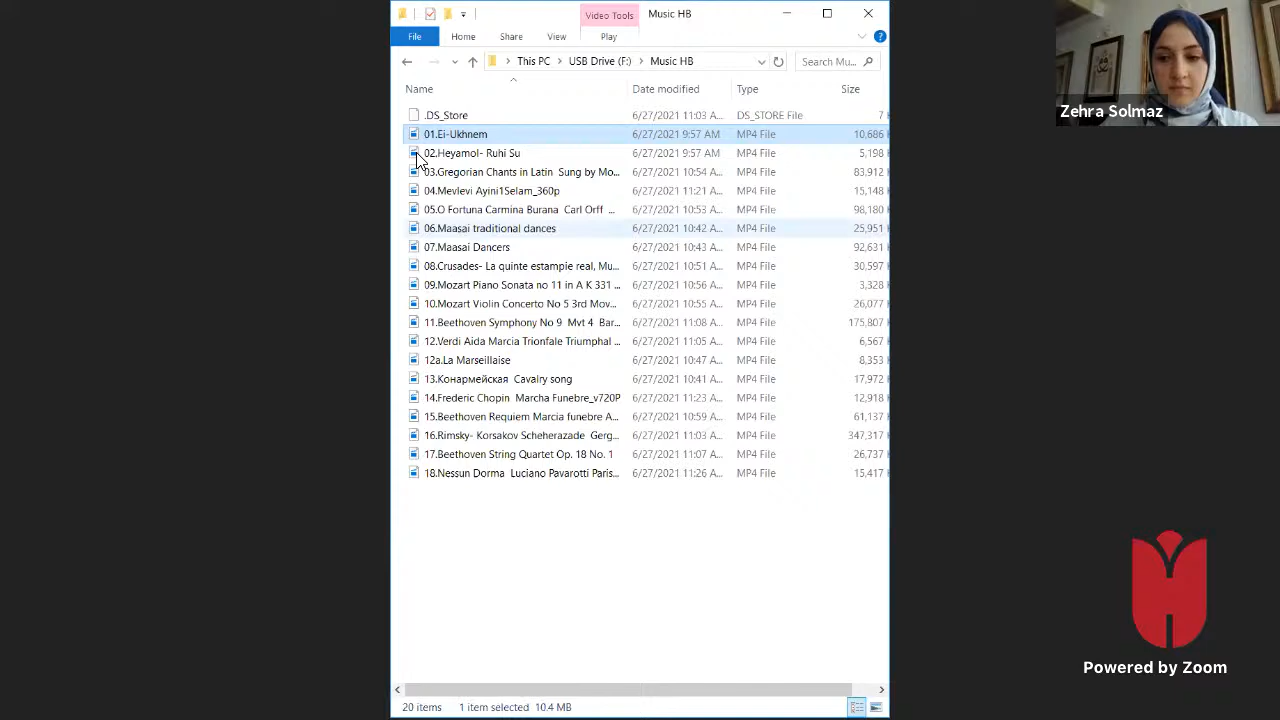 Video Tools Music HB
File Home Share View Play
This PC USB Drive (F:) Music HB Search Mu...
Name Date modified Type Size
.DS_Store 6/27/2021 11:03 A... DS_STORE File 7
01.Ei-Ukhnem 6/27/2021 9:57 AM MP4 File 10,686
02.Heyamol- Ruhi Su 6/27/2021 9:57 AM MP4 File 5,198
03.Gregorian Chants in Latin Sung by Mo... 6/27/2021 10:54 A... MP4 File 83,912
04.Mevlevi Ayini1Selam_360p 6/27/2021 11:21 A... MP4 File 15,148
05.O Fortuna Carmina Burana Carl Orff ... 6/27/2021 10:53 A... MP4 File 98,180
06.Maasai traditional dances 6/27/2021 10:42 A... MP4 File 25,951
07.Maasai Dancers 6/27/2021 10:43 A... MP4 File 92,631
08.Crusades- La quinte estampie real, Mu... 6/27/2021 10:51 A... MP4 File 30,597
09.Mozart Piano Sonata no 11 in A K 331 ... 6/27/2021 10:56 A... MP4 File 3,328
10.Mozart Violin Concerto No 5 3rd Mov... 6/27/2021 10:55 A... MP4 File 26,077
11.Beethoven Symphony No 9 Mvt 4 Bar... 6/27/2021 11:08 A... MP4 File 175,807
12.Verdi Aida Marcia Trionfale Triumphal ... 6/27/2021 11:05 A... MP4 File 6,567
12a.La Marseillaise 6/27/2021 10:47 A... MP4 File 8,353
13.Конармейская Cavalry song 6/27/2021 10:41 A... MP4 File 17,972
14.Frederic Chopin Marcha Funebre_v720P 6/27/2021 11:23 A... MP4 File 12,918
15.Beethoven Requiem Marcia funebre A... 6/27/2021 10:59 A... MP4 File 61,137
16.Rimsky- Korsakov Scheherazade Gerg... 6/27/2021 11:03 A... MP4 File 347,317
17.Beethoven String Quartet Op. 18 No. 1 6/27/2021 11:07 A... MP4 File 26,737
18.Nessun Dorma Luciano Pavarotti Paris... 6/27/2021 11:26 A... MP4 File 15,417
20 items 1 item selected 10.4 MB
Zehra Solmaz
Powered by Zoom